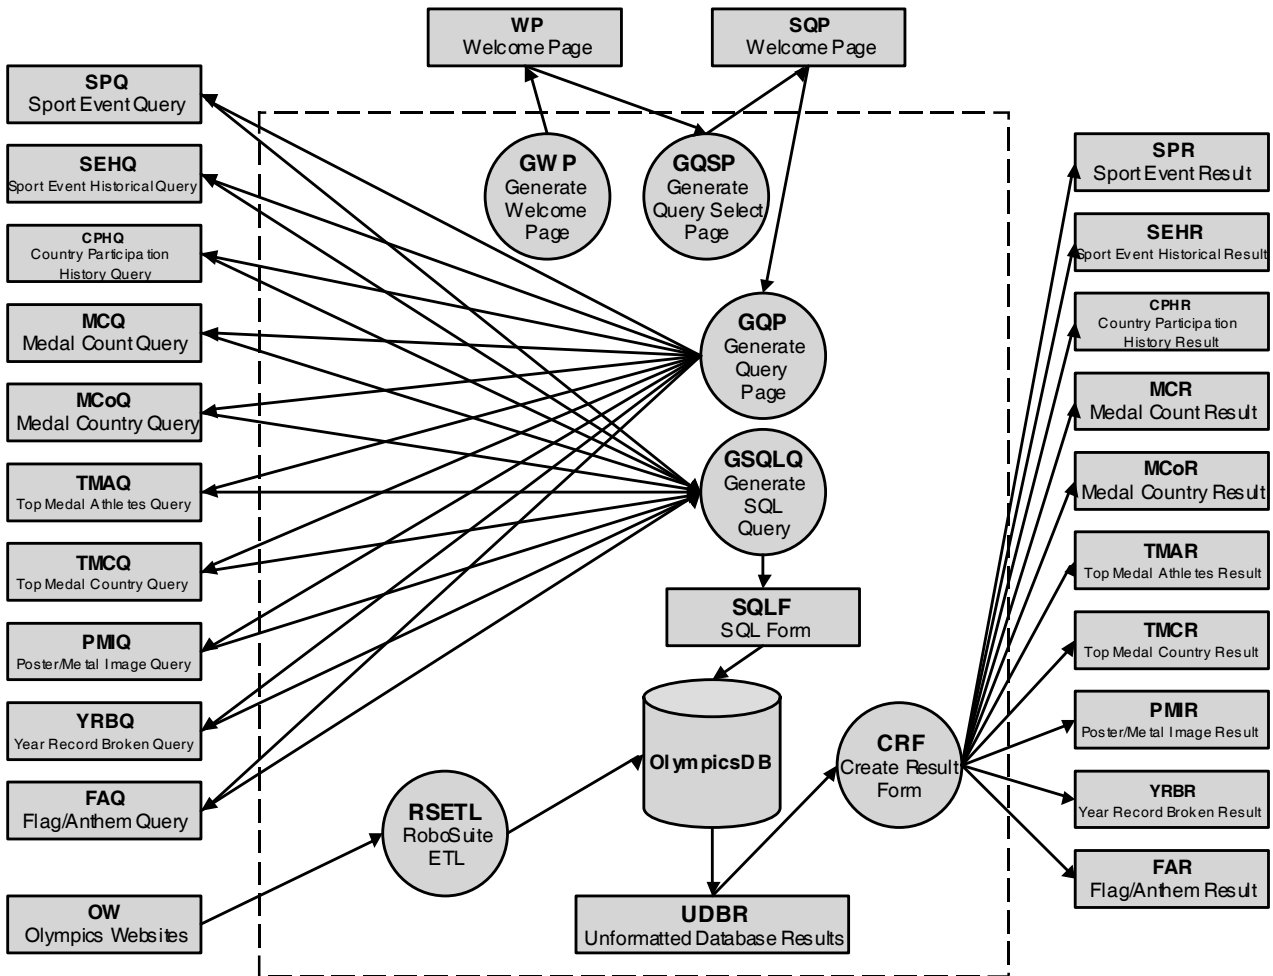 WP
Welcome Page
SQP
Welcome Page
SPQ
Sport Event Query
SEHQ
Sport Event Historical Query
CPHQ
Country Participation
History Query
MCQ
Medal Count Query
MCoQ
Medal Country Query
TMAQ
Top Medal Athletes Query
TMCQ
Top Medal Country Query
PMIQ
Poster/Metal Image Query
YRBQ
Year Record Broken Query
FAQ
Flag/Anthem Query
OW
Olympics Websites
GWP
Generate
Welcome
Page
GQSP
Generate
Query Select
Page
GQP
Generate
Query
Page
GSQLQ
Generate
SQL
Query
SQLF
SQL Form
OlympicsDB
RSETL
RoboSuite
ETL
CRF
Create Result
Form
UDBR
Unformatted Database Results
SPR
Sport Event Result
SEHR
Sport Event Historical Result
CPHR
Country Participation
History Result
MCR
Medal Count Result
MCoR
Medal Country Result
TMAR
Top Medal Athletes Result
TMCR
Top Medal Country Result
PMIR
Poster/Metal Image Result
YRBR
Year Record Broken Result
FAR
Flag/Anthem Result